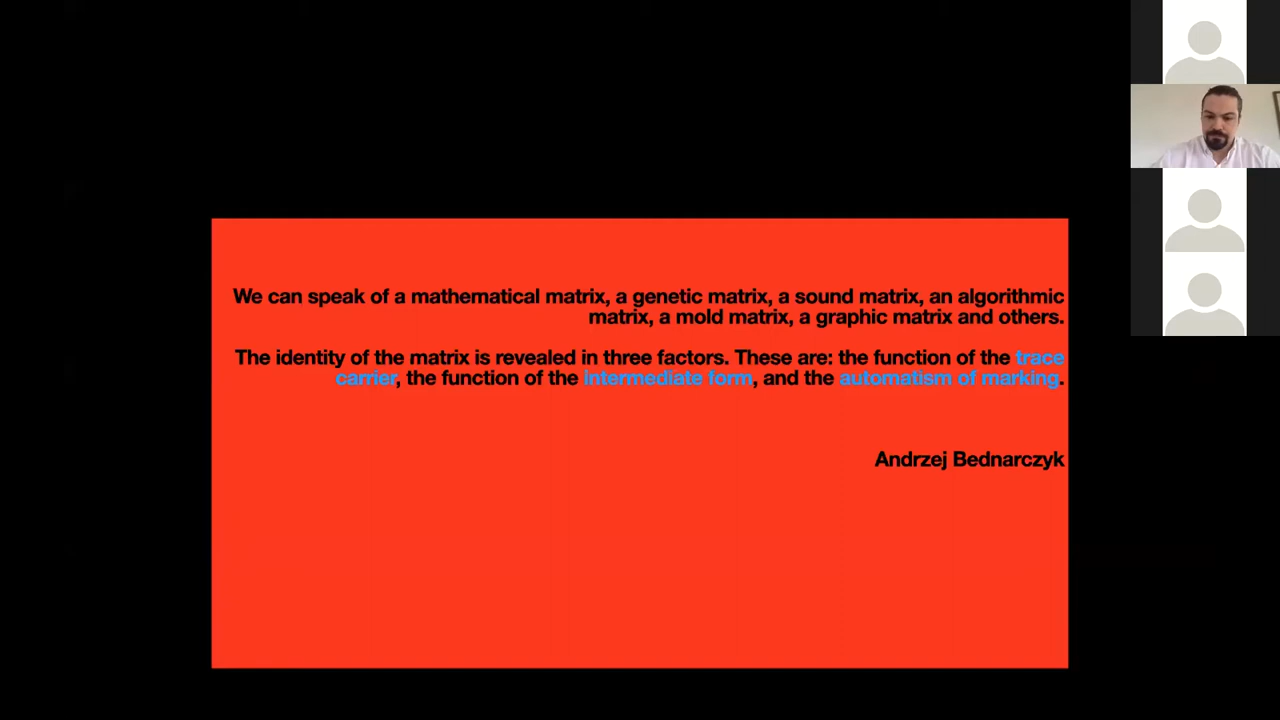 We can speak of a mathematical matrix, a genetic matrix, a sound matrix, an algorithmic
matrix, a mold matrix, a graphic matrix and others.
The identity of the matrix is revealed in three factors. These are: the function of the trace
carrier, the function of the intermediate form, and the automatism of marking.
Andrzej Bednarczyk